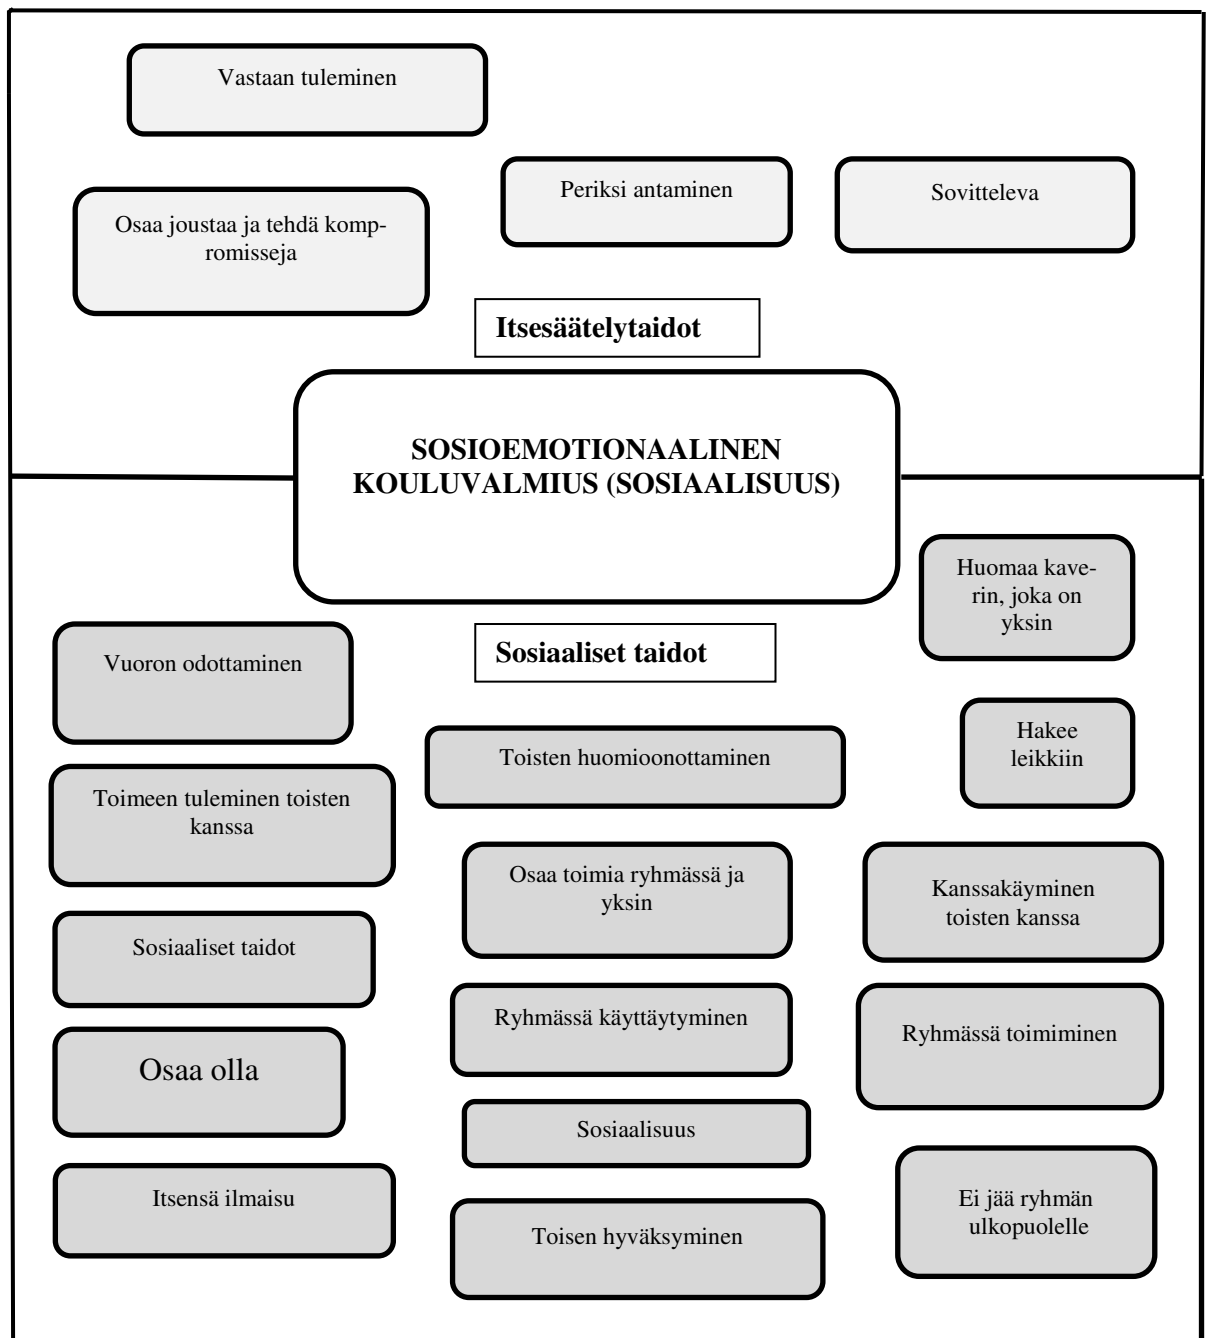 Vastaan tuleminen
Periksi antaminen
Sovitteleva
Osaa joustaa ja tehdä komp-
romisseja
Itsesäätelytaidot
SOSIOEMOTIONAALINEN
KOULUVALMIUS (SOSIAALISUUS)
Huomaa kave-
rin, joka on
yksin
Sosiaaliset taidot
Vuoron odottaminen
Hakee
leikkiin
Toisten huomioonottaminen
Toimeen tuleminen toisten
kanssa
Osaa toimia ryhmässä ja
yksin
Kanssakäyminen
toisten kanssa
Sosiaaliset taidot
Ryhmässä käyttäytyminen
Ryhmässä toimiminen
Osaa olla
Sosiaalisuus
Itsensä ilmaisu
Ei jää ryhmän
ulkopuolelle
Toisen hyväksyminen